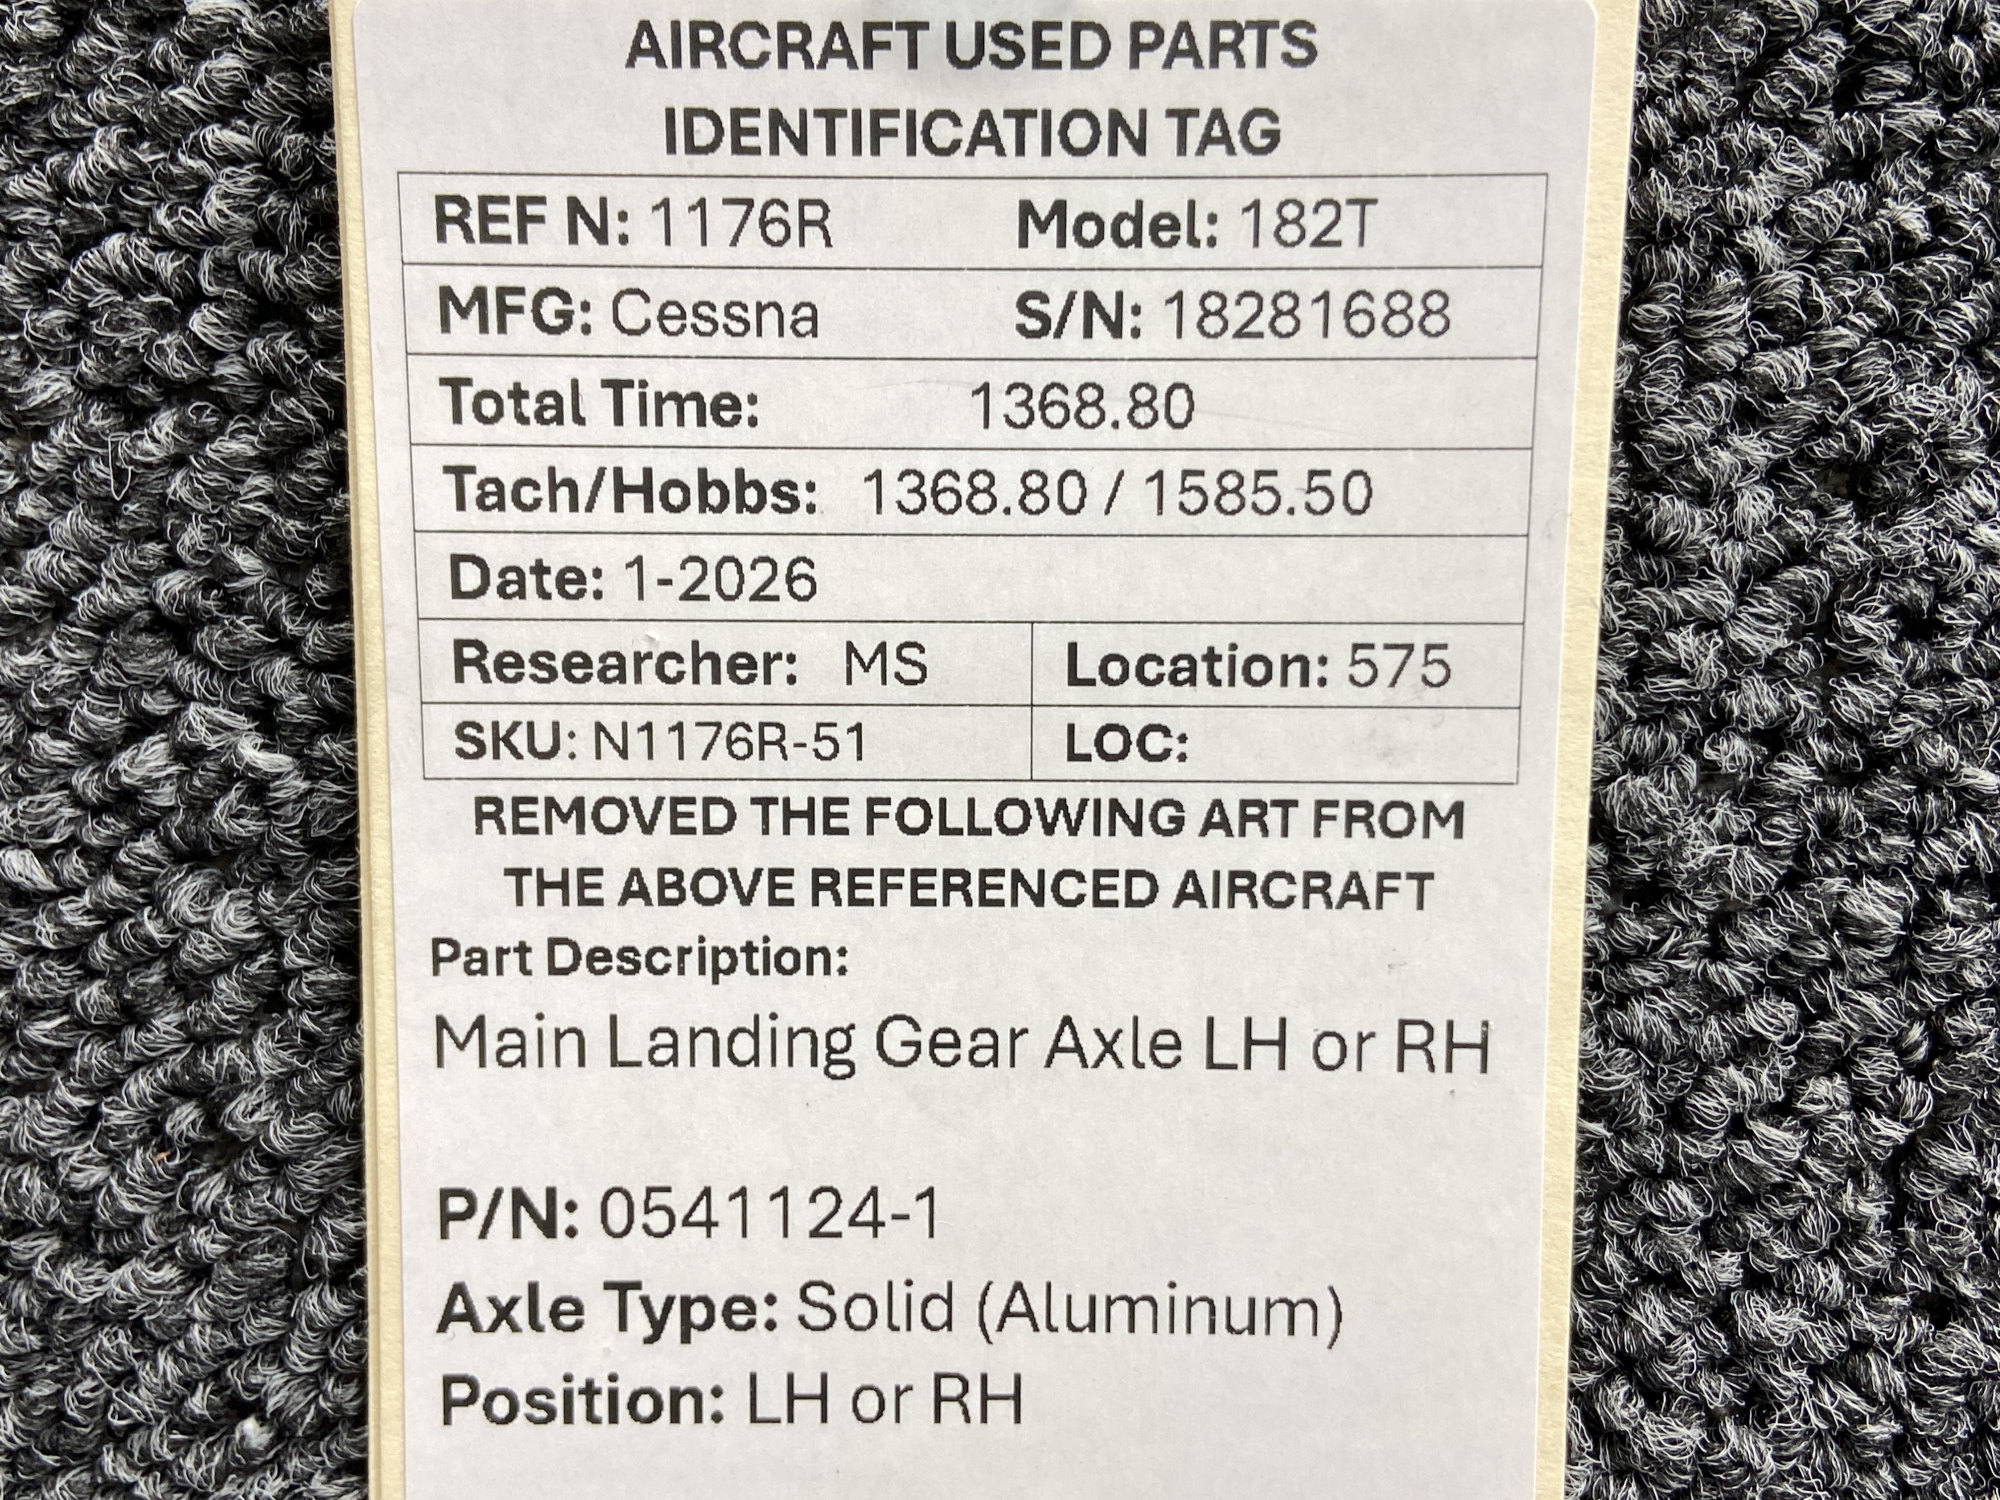 AIRCRAFT USED PARTS
IDENTIFICATION TAG
REF N: 1176R Model: 182T
MFG: Cessna S/N: 18281688
Total Time: 1368.80
Tach/Hobbs: 1368.80 / 1585.50
Date: 1-2026
Researcher: MS Location: 575
SKU: N1176R-51 LOC:
REMOVED THE FOLLOWING ART FROM
THE ABOVE REFERENCED AIRCRAFT
Part Description:
Main Landing Gear Axle LH or RH
P/N: 0541124-1
Axle Type: Solid (Aluminum)
Position: LH or RH